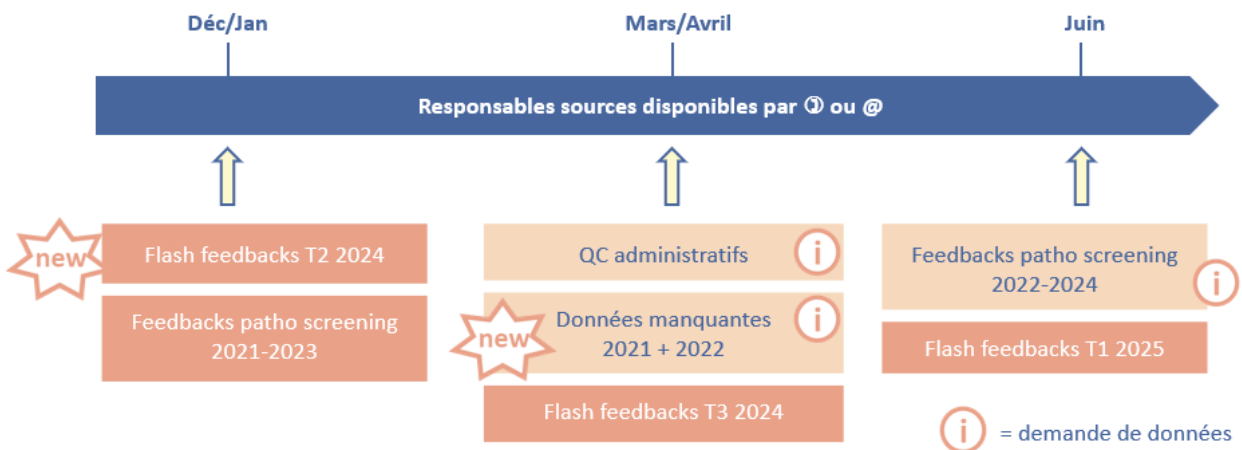 Déc/Jan
Mars/Avril
Juin
Responsables sources disponibles par ✆ ou @
new
Flash feedbacks T2 2024
Feedbacks patho screening
2021-2023
QC administratifs
i
new
Données manquantes
2021 + 2022
i
Flash feedbacks T3 2024
Feedbacks patho screening
2022-2024
i
Flash feedbacks T1 2025
i = demande de données